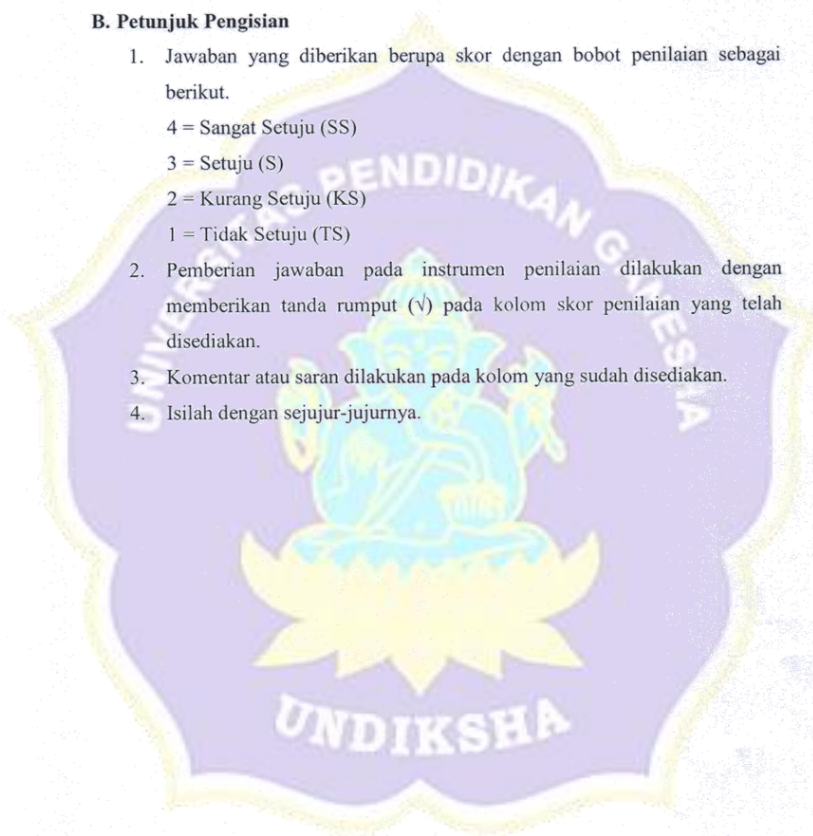 B. Petunjuk Pengisian
1. Jawaban yang diberikan berupa skor dengan bobot penilaian sebagai
berikut.
4 = Sangat Setuju (SS)
3 = Setuju (S)
2 = Kurang Setuju (KS)
1 = Tidak Setuju (TS)
2. Pemberian jawaban pada instrumen penilaian dilakukan dengan
memberikan tanda rumput (√) pada kolom skor penilaian yang telah
disediakan.
3. Komentar atau saran dilakukan pada kolom yang sudah disediakan.
4. Isilah dengan sejujur-jujurnya.
UNIVERSITAS PENDIDIKAN GANESHA
UNDIKSHA